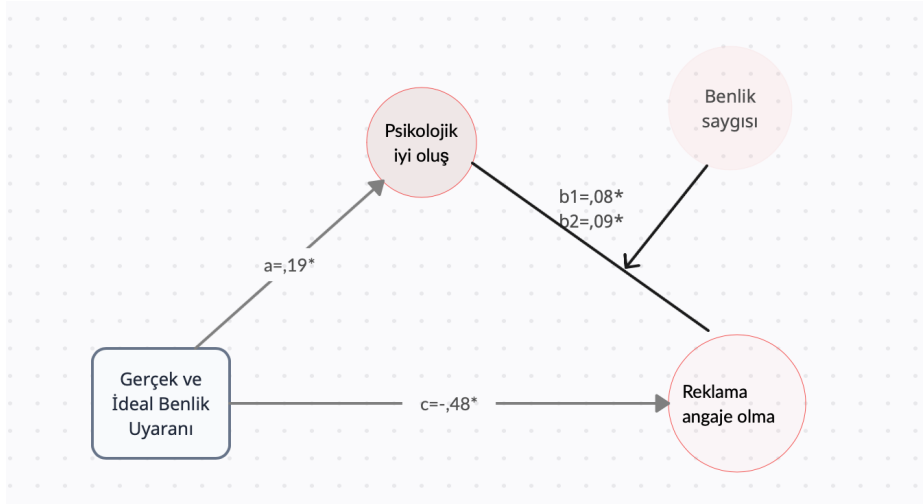 Benlik
saygısı
Psikolojik
iyi oluş
b1=,08*
b2=,09*
a=,19*
Gerçek ve
İdeal Benlik
Uyaranı
c=-,48*
Reklama
angaje olma